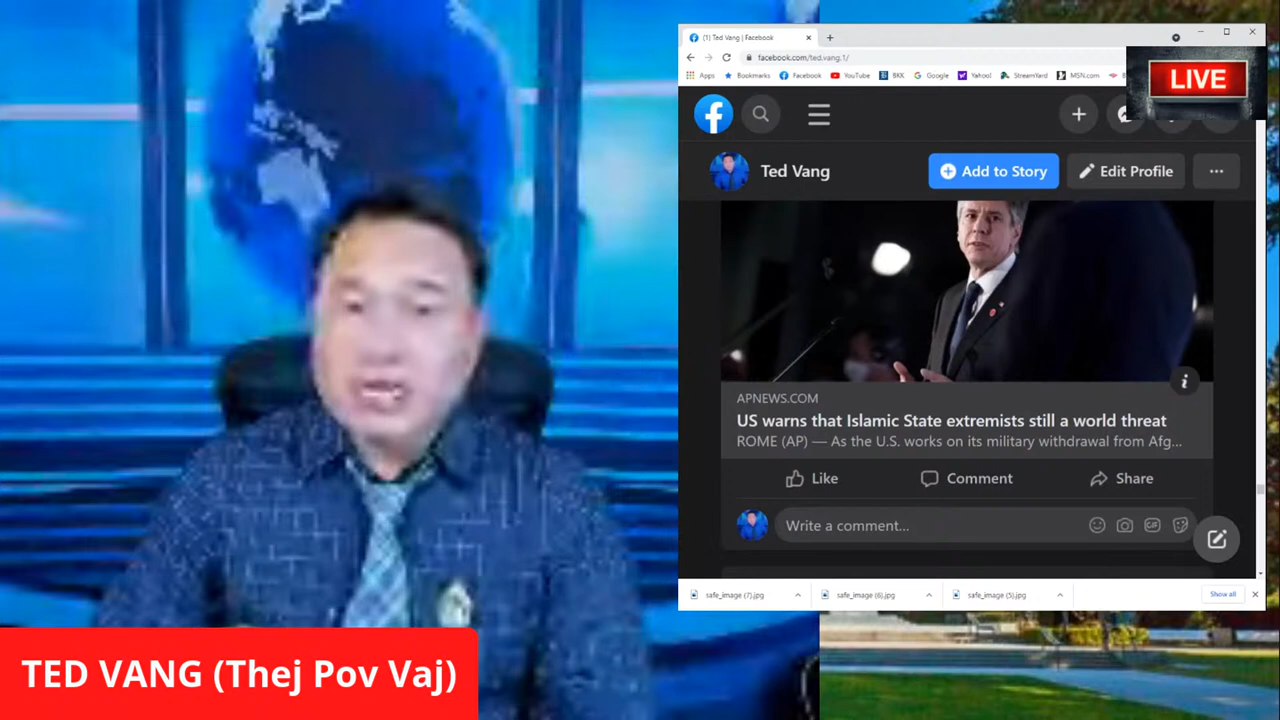 (1) Ted Vang | Facebook
facebook.com/ted.vang.1/
Apps Bookmarks Facebook YouTube BKK Google Yahoo! StreamYard MSN.com
LIVE
Ted Vang
Add to Story
Edit Profile
APNEWS.COM
US warns that Islamic State extremists still a world threat
ROME (AP) — As the U.S. works on its military withdrawal from Afg...
Like Comment Share
Write a comment...
GIF
safe_image (7).jpg safe_image (6).jpg safe_image (5).jpg Show all
TED VANG (Thej Pov Vaj)